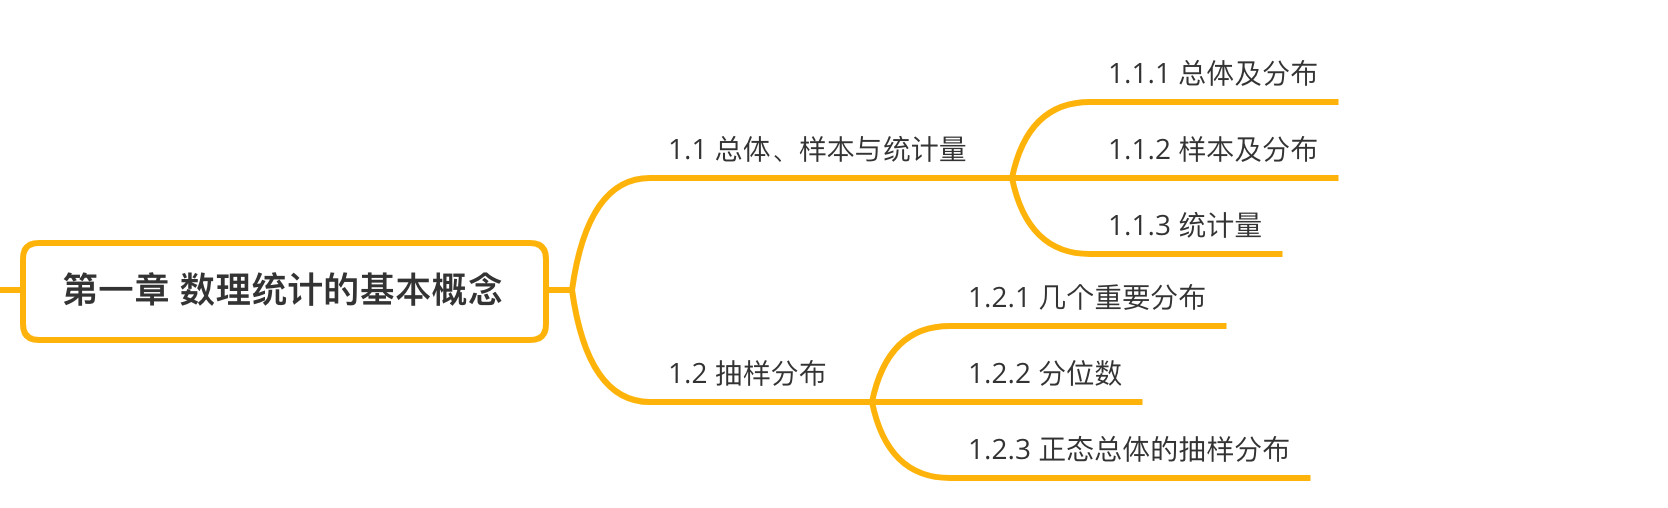 第一章 数理统计的基本概念
1.1 总体、样本与统计量
1.1.1 总体及分布
1.1.2 样本及分布
1.1.3 统计量
1.2 抽样分布
1.2.1 几个重要分布
1.2.2 分位数
1.2.3 正态总体的抽样分布